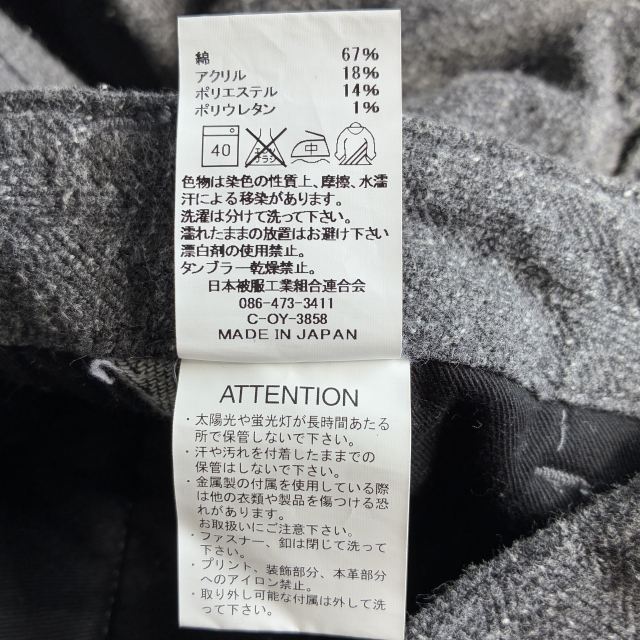 綿 67%
アクリル 18%
ポリエステル 14%
ポリウレタン 1%
40 中
色物は染色の性質上、摩擦、水濡
汗による移染があります。
洗濯は分けて洗って下さい。
濡れたままの放置はお避け下さい
漂白剤の使用禁止。
タンブラー乾燥禁止。
日本被服工業組合連合会
086-473-3411
C-OY-3858
MADE IN JAPAN
ATTENTION
・太陽光や蛍光灯が長時間あたる
所で保管しないで下さい。
・汗や汚れを付着したままでの
保管はしないで下さい。
・金属製の付属を使用している際
は他の衣類や製品を傷つける恐
れがあります。
お取扱いにご注意下さい。
・ファスナー、釦は閉じて洗って
下さい。
・プリント、装飾部分、本革部分
へのアイロン禁止。
・取り外し可能な付属は外して洗
って下さい。